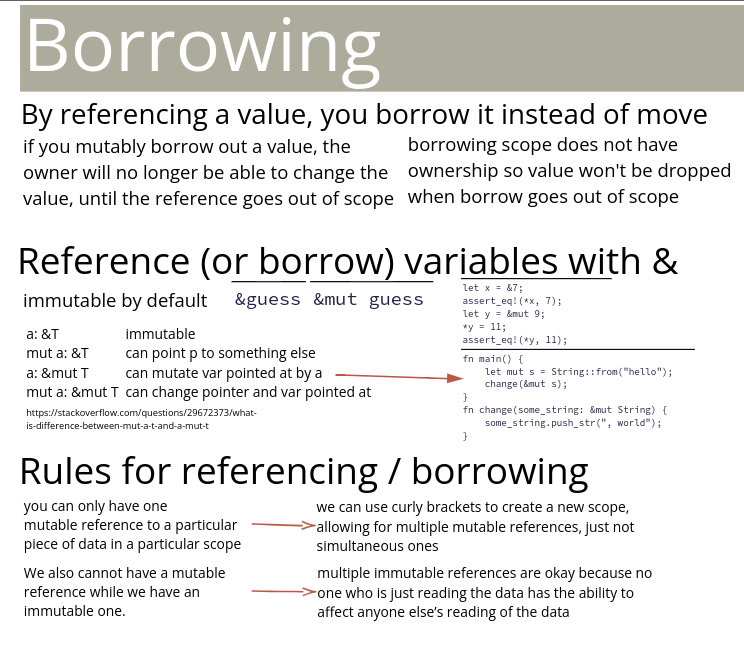 Borrowing
By referencing a value, you borrow it instead of move
if you mutably borrow out a value, the
owner will no longer be able to change the
value, until the reference goes out of scope
borrowing scope does not have
ownership so value won't be dropped
when borrow goes out of scope
Reference (or borrow) variables with &
immutable by default
&guess &mut guess
a: &T immutable
mut a: &T can point p to something else
a: &mut T can mutate var pointed at by a
mut a: &mut T can change pointer and var pointed at
https://stackoverflow.com/questions/29672373/what-
is-difference-between-mut-a-t-and-a-mut-t
let x = &7;
assert_eq!(*x, 7);
let y = &mut 9;
*y = 11;
assert_eq!(*y, 11);
fn main() {
    let mut s = String::from("hello");
    change(&mut s);
}
fn change(some_string: &mut String) {
    some_string.push_str(", world");
}
Rules for referencing / borrowing
you can only have one
mutable reference to a particular
piece of data in a particular scope
we can use curly brackets to create a new scope,
allowing for multiple mutable references, just not
simultaneous ones
We also cannot have a mutable
reference while we have an
immutable one.
multiple immutable references are okay because no
one who is just reading the data has the ability to
affect anyone else’s reading of the data